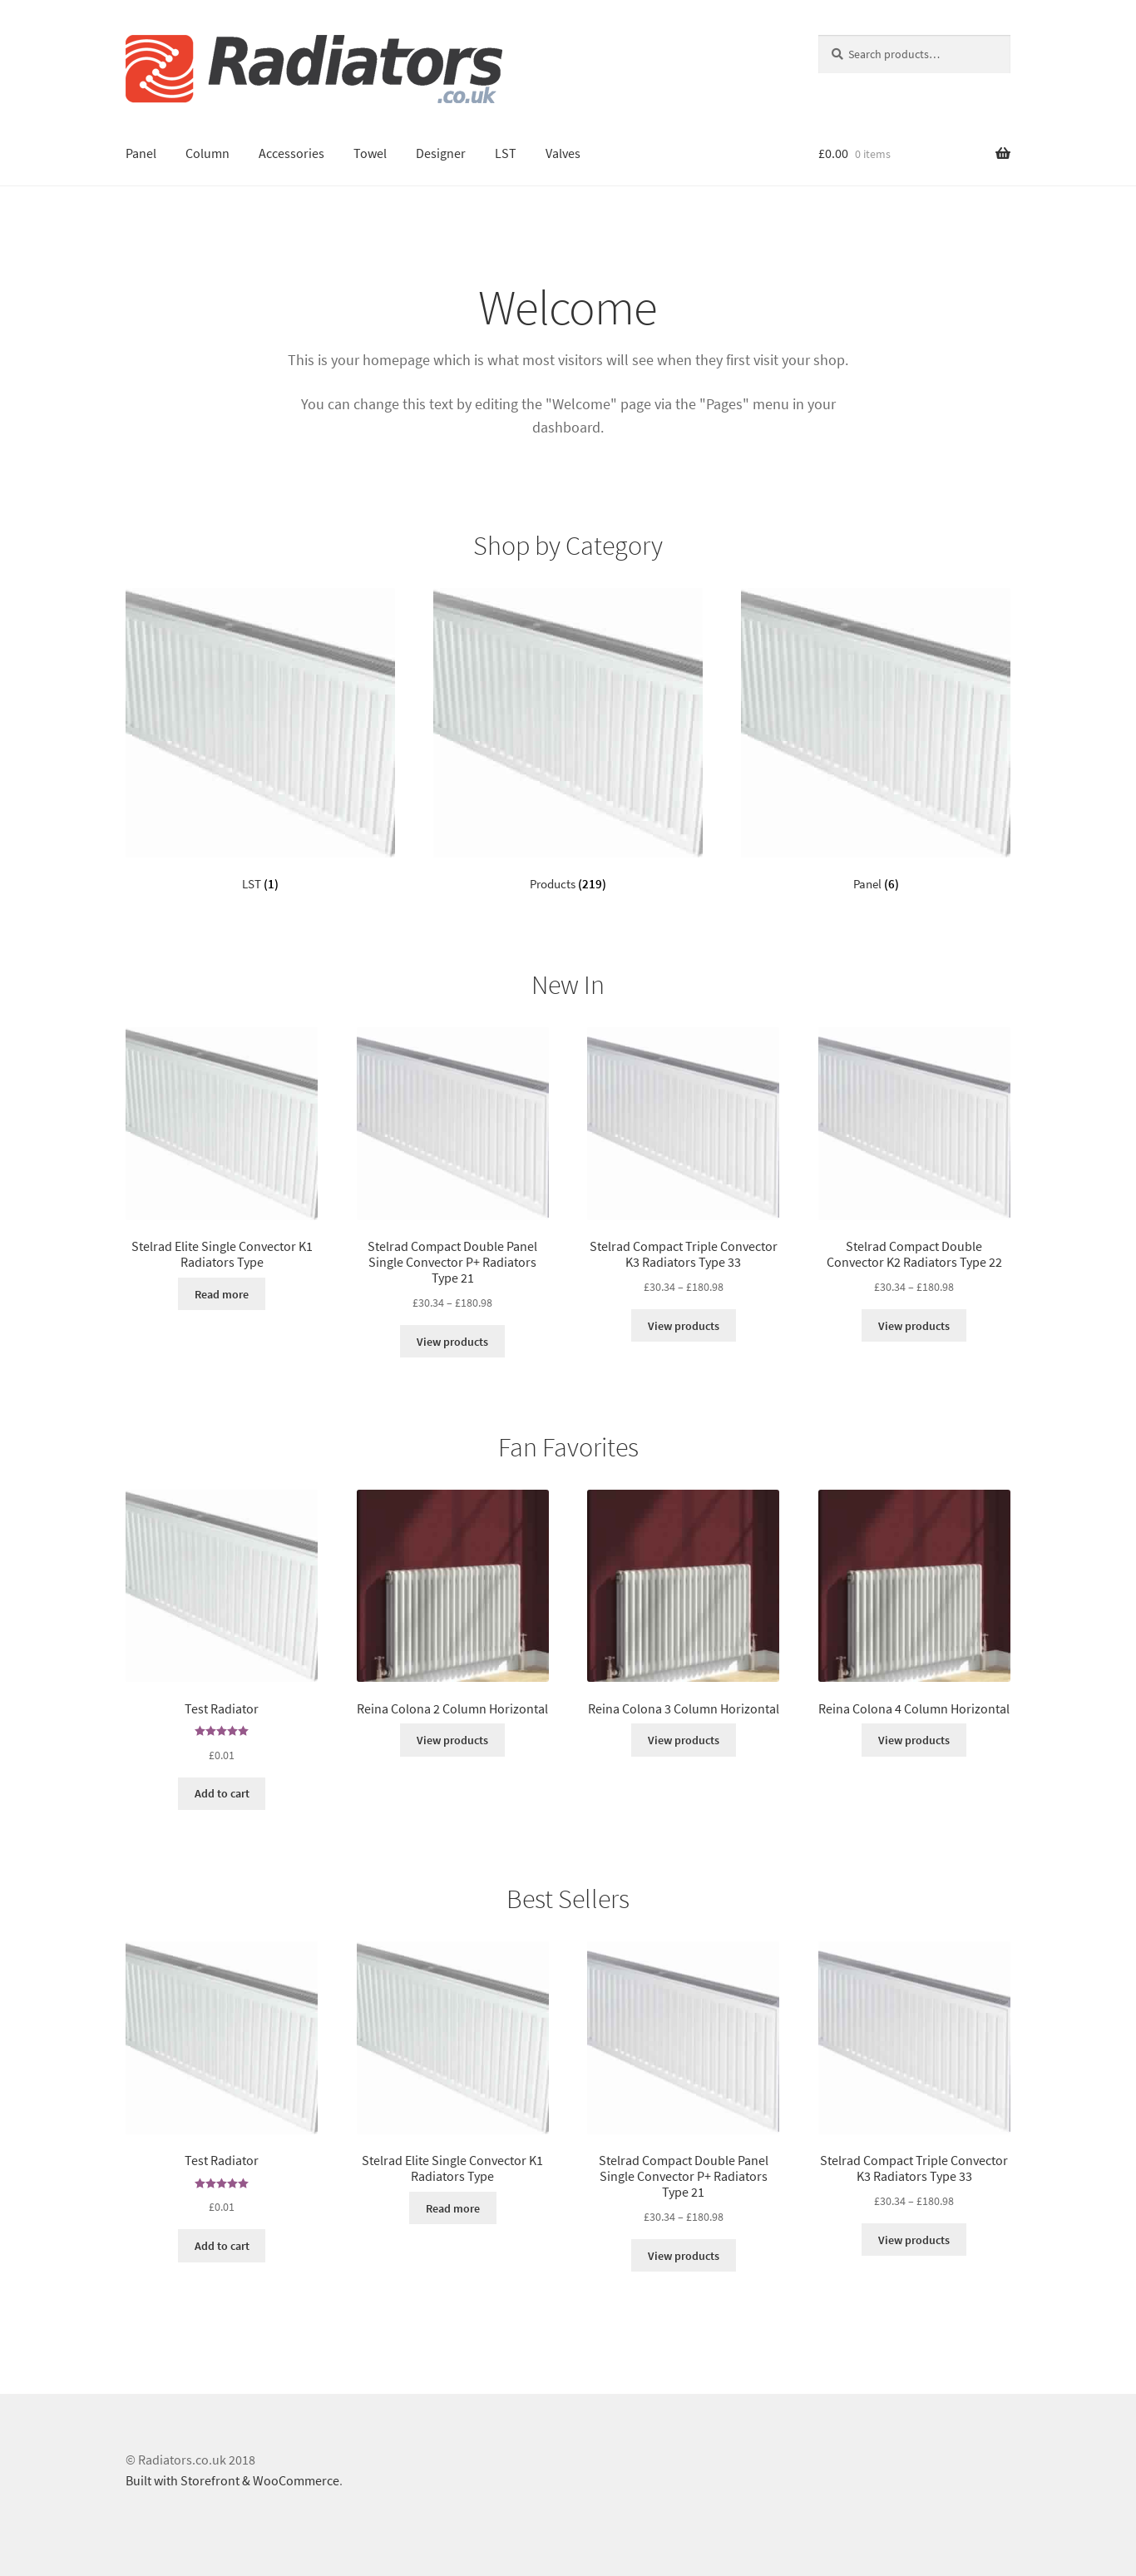 Radiators
.co.uk
Search products…
Panel Column Accessories Towel Designer LST Valves
£0.00 0 items
Welcome
This is your homepage which is what most visitors will see when they first visit your shop.
You can change this text by editing the "Welcome" page via the "Pages" menu in your
dashboard.
Shop by Category
LST (1)
Products (219)
Panel (6)
New In
Stelrad Elite Single Convector K1
Radiators Type
Read more
Stelrad Compact Double Panel
Single Convector P+ Radiators
Type 21
£30.34 – £180.98
View products
Stelrad Compact Triple Convector
K3 Radiators Type 33
£30.34 – £180.98
View products
Stelrad Compact Double
Convector K2 Radiators Type 22
£30.34 – £180.98
View products
Fan Favorites
Test Radiator
£0.01
Add to cart
Reina Colona 2 Column Horizontal
View products
Reina Colona 3 Column Horizontal
View products
Reina Colona 4 Column Horizontal
View products
Best Sellers
Test Radiator
£0.01
Add to cart
Stelrad Elite Single Convector K1
Radiators Type
Read more
Stelrad Compact Double Panel
Single Convector P+ Radiators
Type 21
£30.34 – £180.98
View products
Stelrad Compact Triple Convector
K3 Radiators Type 33
£30.34 – £180.98
View products
© Radiators.co.uk 2018
Built with Storefront & WooCommerce.